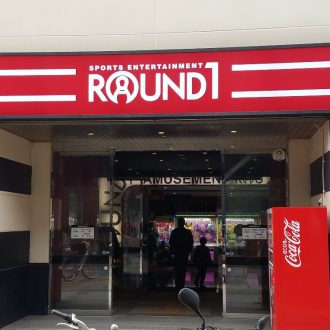 SPORTS ENTERTAINMENT
ROUND1
AMUSEMENT
Coca-Cola